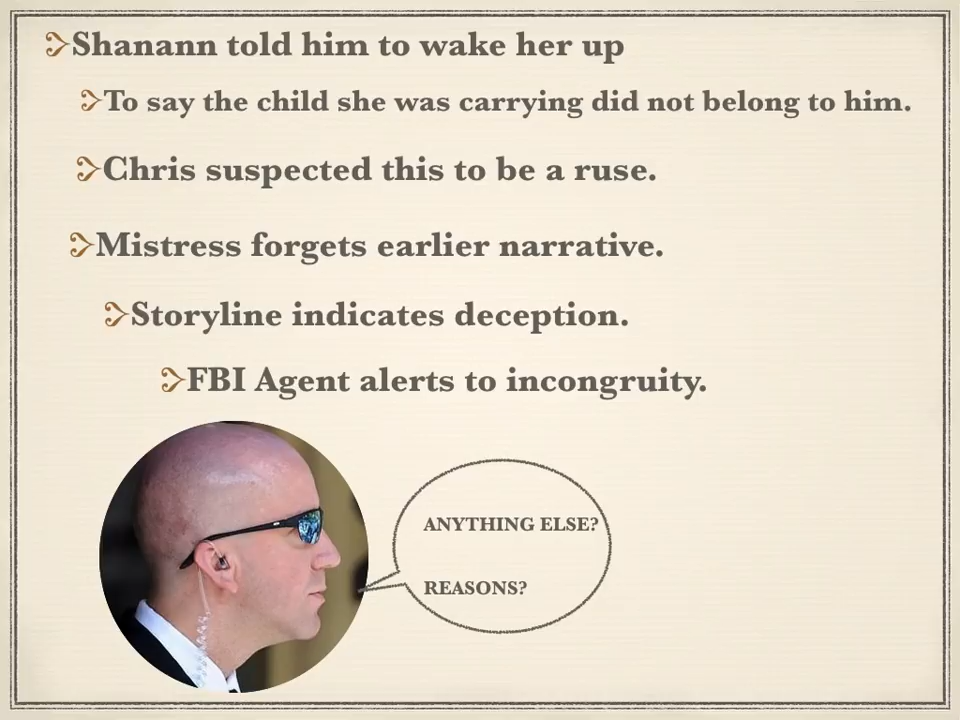 Shanann told him to wake her up
To say the child she was carrying did not belong to him.
Chris suspected this to be a ruse.
Mistress forgets earlier narrative.
Storyline indicates deception.
FBI Agent alerts to incongruity.
ANYTHING ELSE?
REASONS?